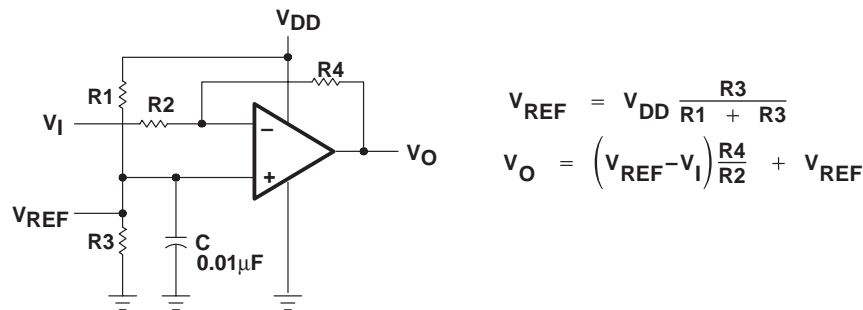 VDD
R4
R1
R2
VI
−
+
VO
VREF
R3
C
0.01μF
VREF = VDD R3 / R1 + R3
VO = (VREF−VI) R4 / R2 + VREF